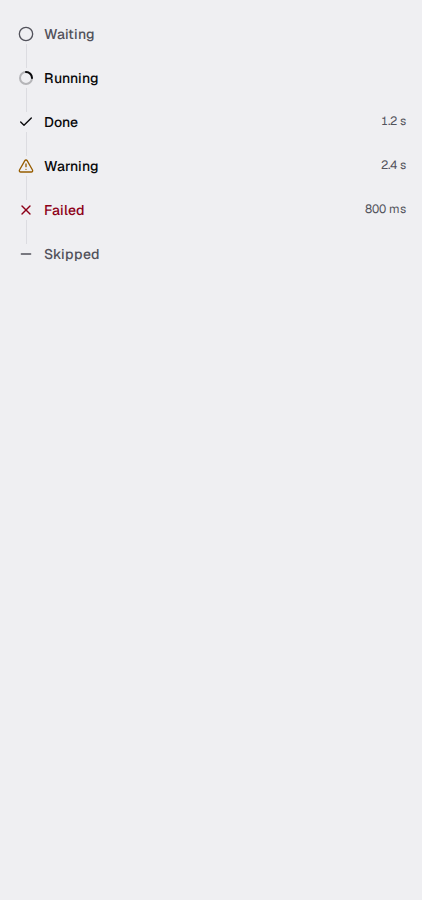 Waiting
Running
Done 1.2 s
Warning 2.4 s
Failed 800 ms
Skipped